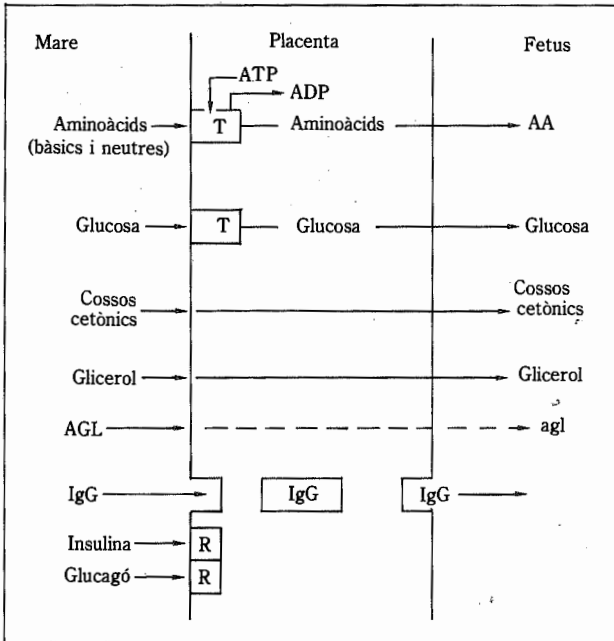 Mare Placenta Fetus
ATP
ADP
Aminoàcids T Aminoàcids AA
(bàsics i neutres)
Glucosa T Glucosa Glucosa
Cossos Cossos
cetònics cetònics
Glicerol Glicerol
AGL agl
IgG IgG IgG
Insulina R
Glucagó R